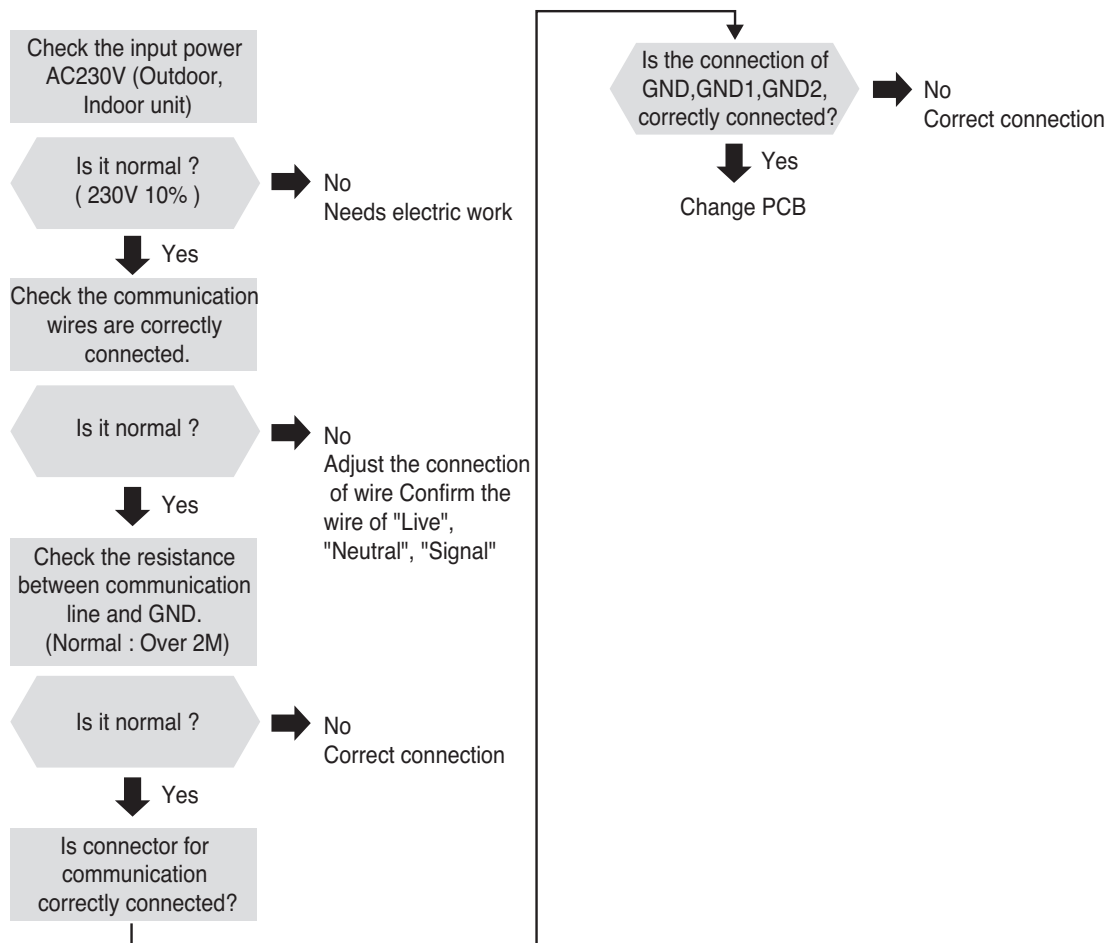 Check the input power
AC230V (Outdoor,
Indoor unit)
Is it normal ?
( 230V 10% )
No
Needs electric work
Yes
Check the communication
wires are correctly
connected.
Is it normal ?
No
Adjust the connection
of wire Confirm the
wire of "Live",
"Neutral", "Signal"
Yes
Check the resistance
between communication
line and GND.
(Normal : Over 2M)
Is it normal ?
No
Correct connection
Yes
Is connector for
communication
correctly connected?
Is the connection of
GND,GND1,GND2,
correctly connected?
No
Correct connection
Yes
Change PCB